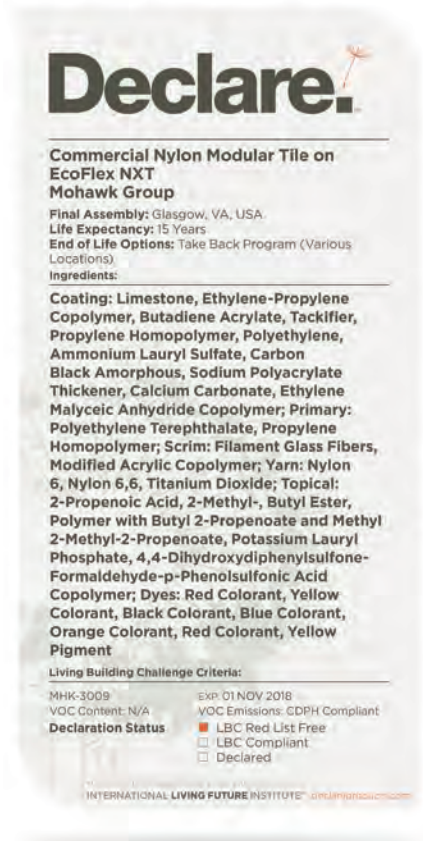 Declare.
Commercial Nylon Modular Tile on
EcoFlex NXT
Mohawk Group
Final Assembly: Glasgow, VA, USA
Life Expectancy: 15 Years
End of Life Options: Take Back Program (Various
Locations)
Ingredients:
Coating: Limestone, Ethylene-Propylene
Copolymer, Butadiene Acrylate, Tackifier,
Propylene Homopolymer, Polyethylene,
Ammonium Lauryl Sulfate, Carbon
Black Amorphous, Sodium Polyacrylate
Thickener, Calcium Carbonate, Ethylene
Malyceic Anhydride Copolymer; Primary:
Polyethylene Terephthalate, Propylene
Homopolymer; Scrim: Filament Glass Fibers,
Modified Acrylic Copolymer; Yarn: Nylon
6, Nylon 6,6, Titanium Dioxide; Topical:
2-Propenoic Acid, 2-Methyl-, Butyl Ester,
Polymer with Butyl 2-Propenoate and Methyl
2-Methyl-2-Propenoate, Potassium Lauryl
Phosphate, 4,4-Dihydroxydiphenylsulfone-
Formaldehyde-p-Phenolsulfonic Acid
Copolymer; Dyes: Red Colorant, Yellow
Colorant, Black Colorant, Blue Colorant,
Orange Colorant, Red Colorant, Yellow
Pigment
Living Building Challenge Criteria:
MHK-3009 EXP. 01 NOV 2018
VOC Content: N/A VOC Emissions: CDPH Compliant
Declaration Status LBC Red List Free
LBC Compliant
Declared
INTERNATIONAL LIVING FUTURE INSTITUTE™